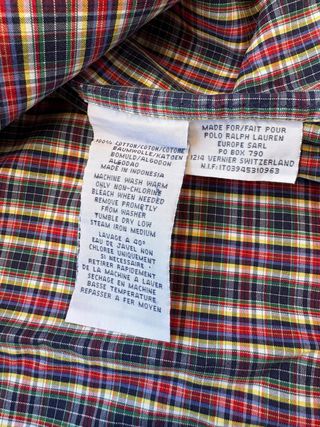 100% COTTON/COTON/COTONE
BAUMWOLLE/KATOEN
BOMULD/ALGODON
ALGODAO
MADE IN INDONESIA
MACHINE WASH WARM
ONLY NON-CHLORINE
BLEACH WHEN NEEDED
REMOVE PROMPTLY
FROM WASHER
TUMBLE DRY LOW
STEAM IRON MEDIUM
LAVAGE A 40°
EAU DE JAVEL NON
CHLOREE UNIQUEMENT
SI NECESSAIRE
RETIRER RAPIDEMENT
DE LA MACHINE A LAVER
SECHAGE EN MACHINE
BASSE TEMPERATURE
REPASSER A FER MOYEN
MADE FOR/FAIT POUR
POLO RALPH LAUREN
EUROPE SARL
PO BOX 790
1214 VERNIER SWITZERLAND
N.I.F:IT03945310963